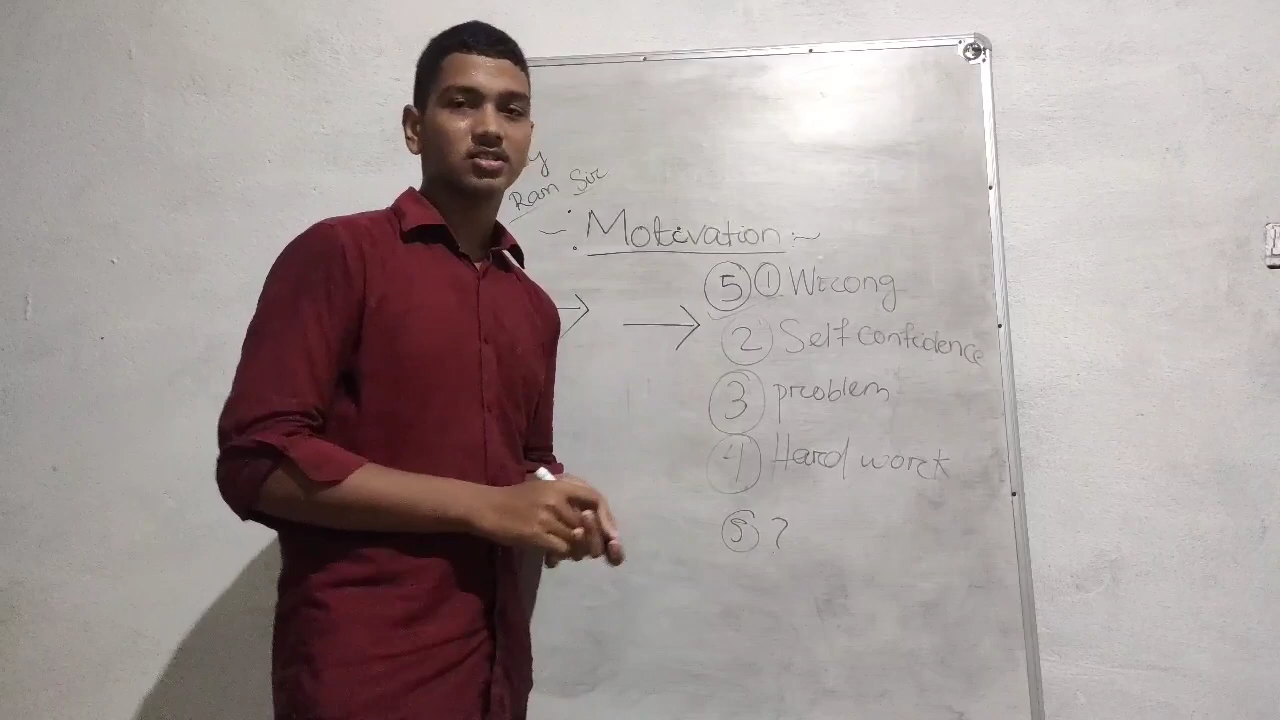 y
Ram Sir
-: Motivation :-
→ → ⑤ ① Wrong
② Self confidence
③ problem
④ Hard work
⑤ ?